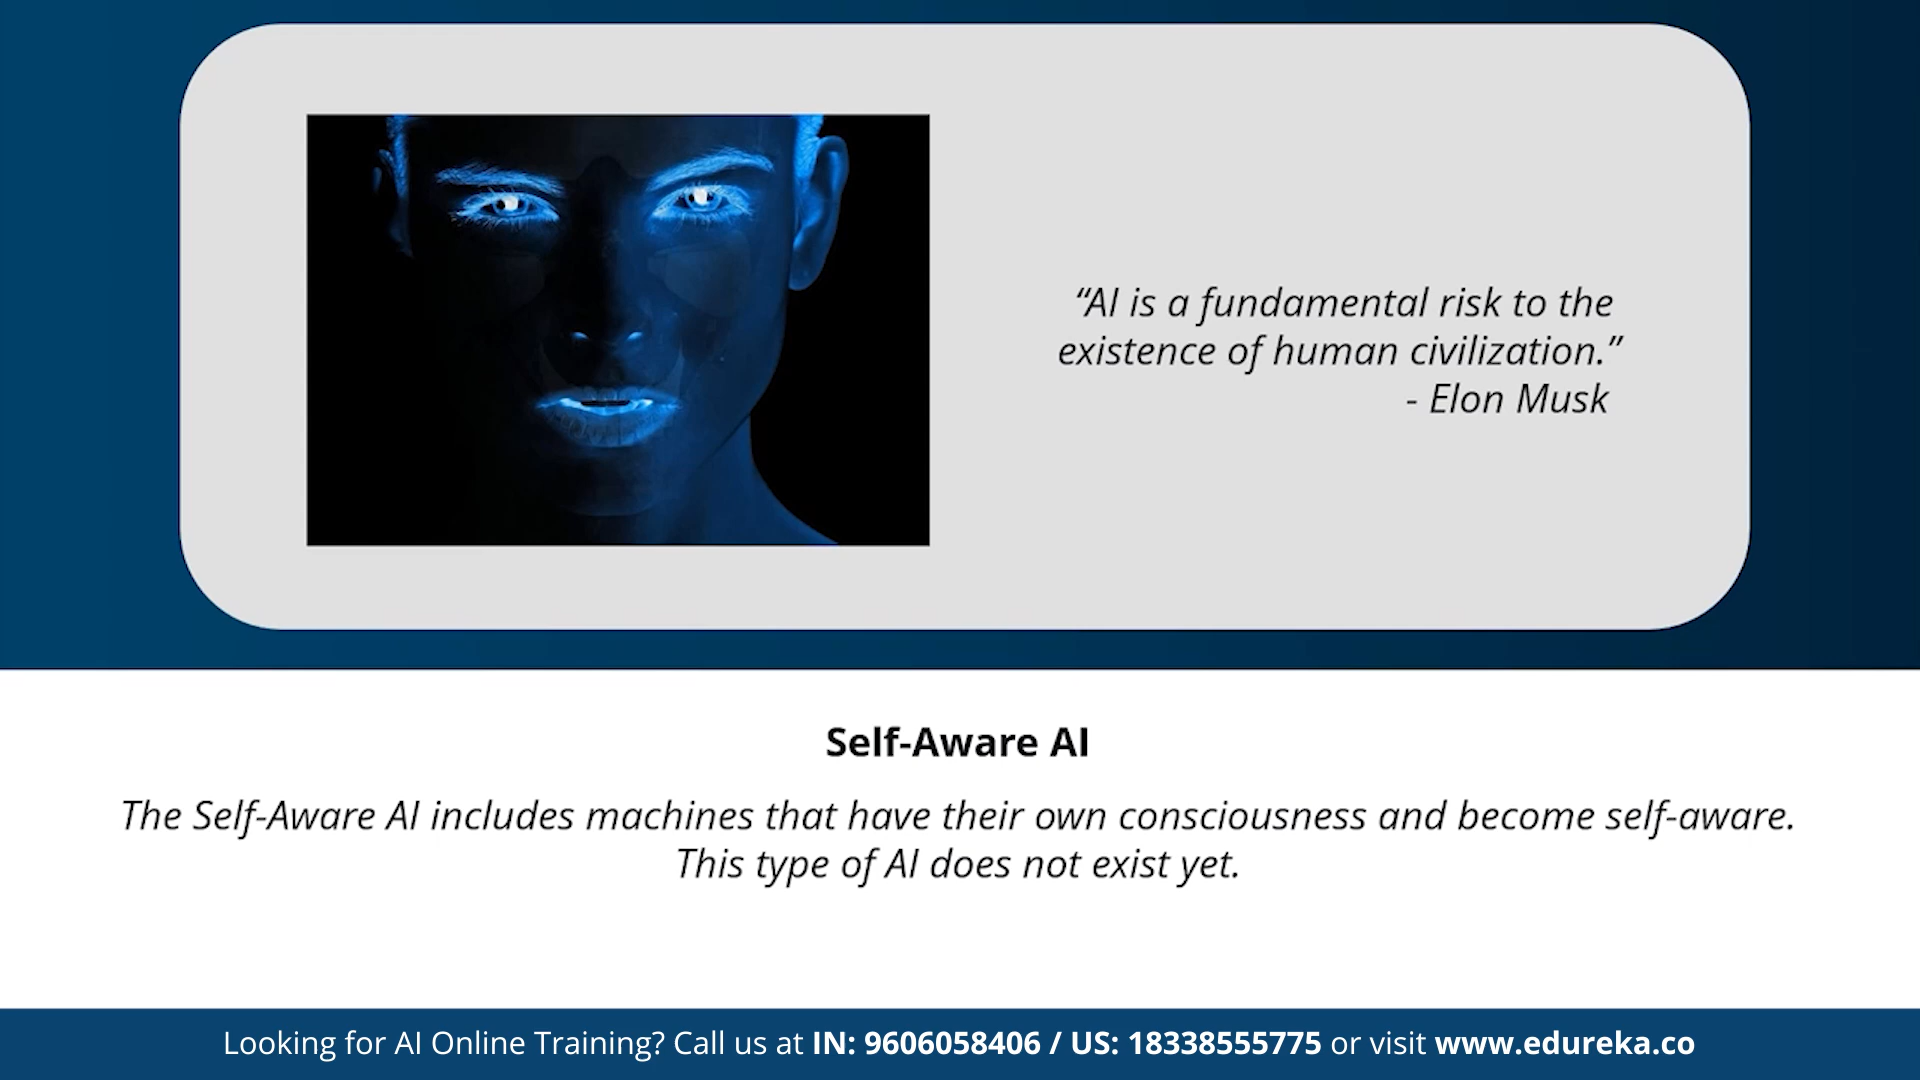 “AI is a fundamental risk to the
existence of human civilization.”
- Elon Musk
Self-Aware AI
The Self-Aware AI includes machines that have their own consciousness and become self-aware.
This type of AI does not exist yet.
Looking for AI Online Training? Call us at IN: 9606058406 / US: 18338555775 or visit www.edureka.co